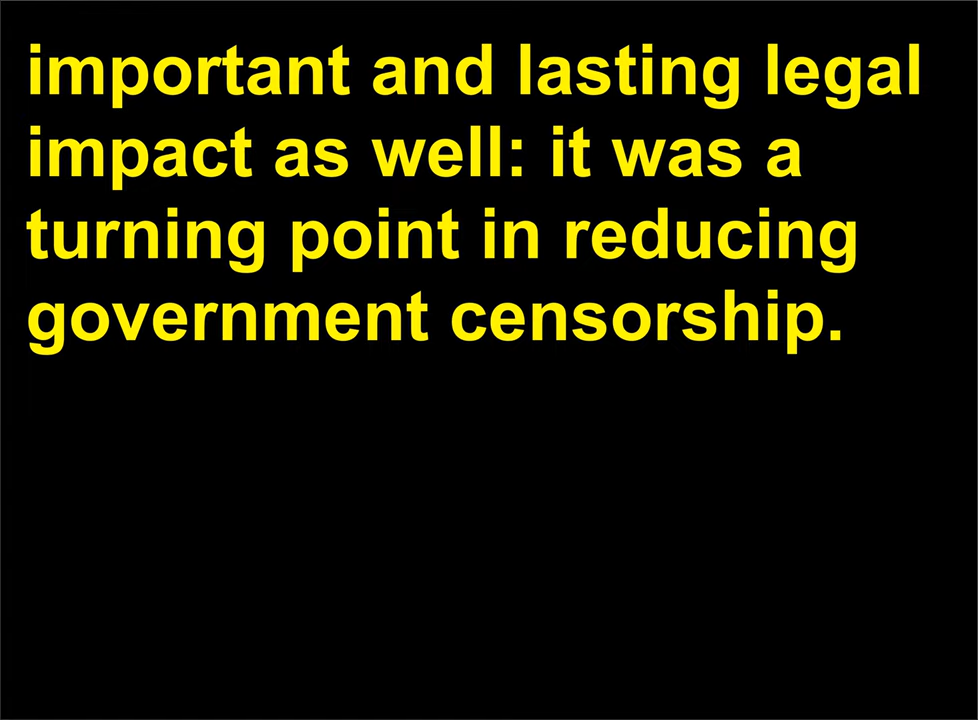 important and lasting legal
impact as well: it was a
turning point in reducing
government censorship.